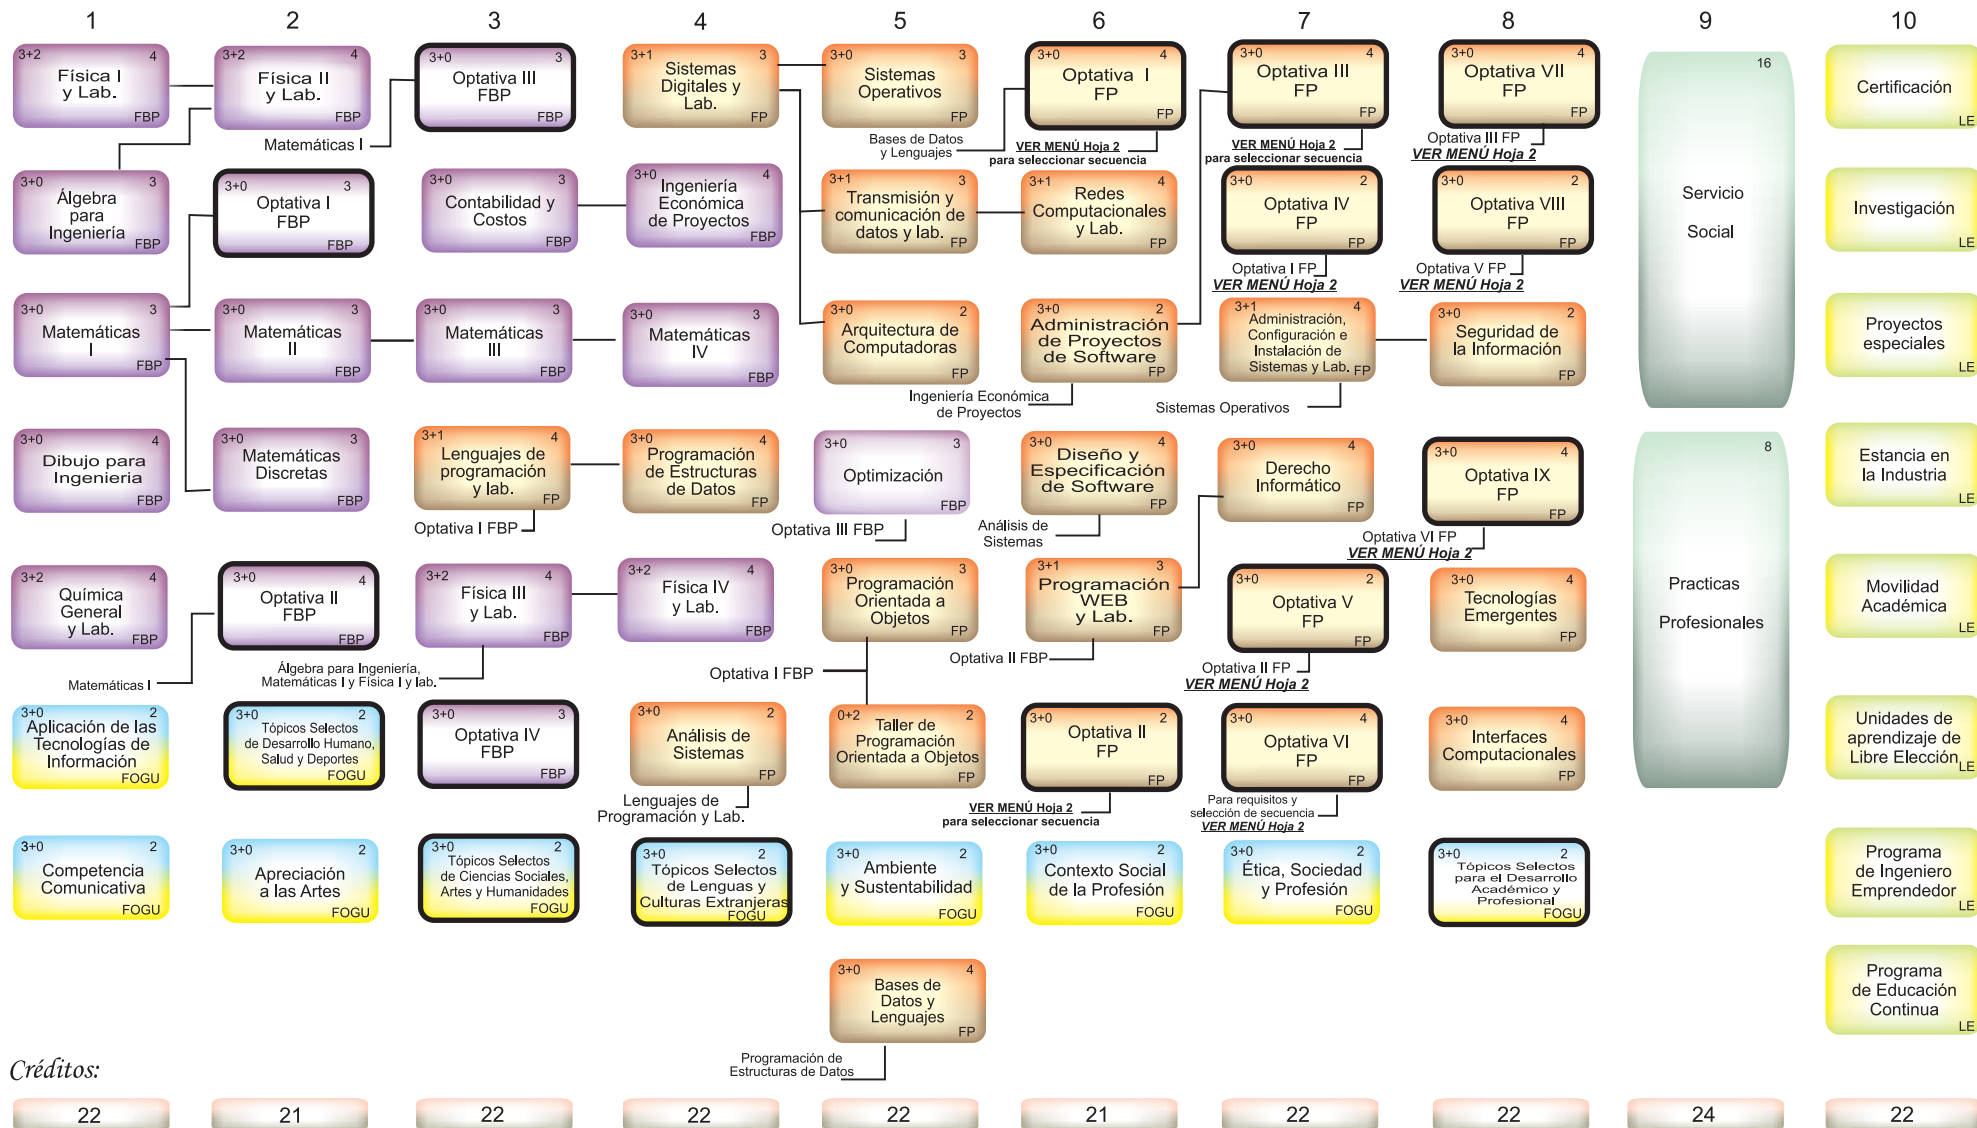 1
2
3
4
5
6
7
8
9
10
3+2 4
Física I
y Lab.
FBP
3+0 3
Álgebra
para
Ingeniería
FBP
3+0 3
Matemáticas
I
FBP
3+0 4
Dibujo para
Ingenieria
FBP
3+2 4
Química
General
y Lab.
FBP
Matemáticas I
3+0 2
Aplicación de las
Tecnologías de
Información
FOGU
3+0 2
Competencia
Comunicativa
FOGU
3+2 4
Física II
y Lab.
FBP
3+0 3
Optativa I
FBP
FBP
3+0 3
Matemáticas
II
FBP
3+0 3
Matemáticas
Discretas
FBP
3+0 4
Optativa II
FBP
FBP
3+0 2
Tópicos Selectos
de Desarrollo Humano,
Salud y Deportes
FOGU
3+0 2
Apreciación
a las Artes
FOGU
3+0 3
Optativa III
FBP
FBP
Matemáticas I
3+0 3
Contabilidad y
Costos
FBP
3+0 3
Matemáticas
III
FBP
3+1 4
Lenguajes de
programación
y lab.
FP
Optativa I FBP
3+2 4
Física III
y Lab.
FBP
Álgebra para Ingeniería,
Matemáticas I y Física I y lab.
3+0 3
Optativa IV
FBP
FBP
3+0 2
Tópicos Selectos
de Ciencias Sociales,
Artes y Humanidades
FOGU
3+1 3
Sistemas
Digitales y
Lab.
FP
3+0 4
Ingeniería
Económica
de Proyectos
FBP
3+0 3
Matemáticas
IV
FBP
3+0 4
Programación
de Estructuras
de Datos
FP
3+2 4
Física IV
y Lab.
FBP
3+0 2
Análisis de
Sistemas
FP
Lenguajes de
Programación y Lab.
3+0 2
Tópicos Selectos
de Lenguas y
Culturas Extranjeras
FOGU
3+0 3
Sistemas
Operativos
FP
3+1 3
Transmisión y
comunicación de
datos y lab.
FP
3+0 2
Arquitectura de
Computadoras
FP
3+0 3
Optimización
FBP
Optativa III FBP
3+0 3
Programación
Orientada a
Objetos
FP
Optativa I FBP
0+2 2
Taller de
Programación
Orientada a Objetos
FP
3+0 2
Ambiente
y Sustentabilidad
FOGU
3+0 4
Bases de
Datos y
Lenguajes
FP
Programación de
Estructuras de Datos
3+0 4
Optativa I
FP
FP
Bases de Datos
y Lenguajes
VER MENÚ Hoja 2
para seleccionar secuencia
3+1 4
Redes
Computacionales
y Lab.
FP
3+0 2
Administración
de Proyectos
de Software
FP
Ingeniería Económica
de Proyectos
3+0 4
Diseño y
Especificación
de Software
FP
Análisis de
Sistemas
3+1 3
Programación
WEB
y Lab.
FP
Optativa II FBP
3+0 2
Optativa II
FP
FP
VER MENÚ Hoja 2
para seleccionar secuencia
3+0 2
Contexto Social
de la Profesión
FOGU
3+0 4
Optativa III
FP
FP
VER MENÚ Hoja 2
para seleccionar secuencia
3+0 2
Optativa IV
FP
FP
Optativa I FP
VER MENÚ Hoja 2
3+1 4
Administración,
Configuración e
Instalación de
Sistemas y Lab.
FP
Sistemas Operativos
3+0 4
Derecho
Informático
FP
3+0 2
Optativa V
FP
FP
Optativa II FP
VER MENÚ Hoja 2
3+0 4
Optativa VI
FP
FP
Para requisitos y
selección de secuencia
VER MENÚ Hoja 2
3+0 2
Ética, Sociedad
y Profesión
FOGU
3+0 4
Optativa VII
FP
FP
Optativa III FP
VER MENÚ Hoja 2
3+0 2
Optativa VIII
FP
FP
Optativa V FP
VER MENÚ Hoja 2
3+0 2
Seguridad de
la Información
FP
3+0 4
Optativa IX
FP
FP
Optativa VI FP
VER MENÚ Hoja 2
3+0 4
Tecnologías
Emergentes
FP
3+0 4
Interfaces
Computacionales
FP
3+0 2
Tópicos Selectos
para el Desarrollo
Académico y
Profesional
FOGU
16
Servicio
Social
8
Practicas
Profesionales
Certificación
LE
Investigación
LE
Proyectos
especiales
LE
Estancia en
la Industria
LE
Movilidad
Académica
LE
Unidades de
aprendizaje de
Libre Elección
LE
Programa
de Ingeniero
Emprendedor
LE
Programa
de Educación
Continua
LE
Créditos:
22
21
22
22
22
21
22
22
24
22